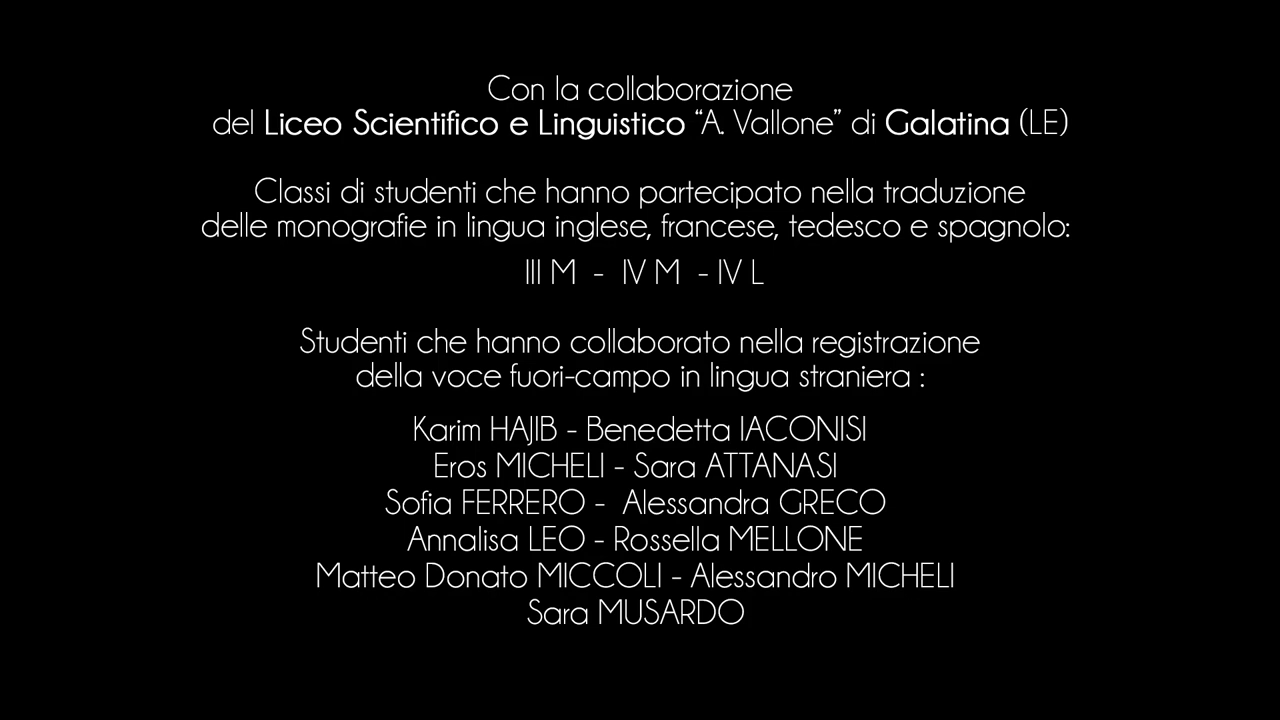 Con la collaborazione
del Liceo Scientifico e Linguistico “A. Vallone” di Galatina (LE)
Classi di studenti che hanno partecipato nella traduzione
delle monografie in lingua inglese, francese, tedesco e spagnolo:
III M - IV M - IV L
Studenti che hanno collaborato nella registrazione
della voce fuori-campo in lingua straniera :
Karim HAJIB - Benedetta IACONISI
Eros MICHELI - Sara ATTANASI
Sofia FERRERO - Alessandra GRECO
Annalisa LEO - Rossella MELLONE
Matteo Donato MICCOLI - Alessandro MICHELI
Sara MUSARDO